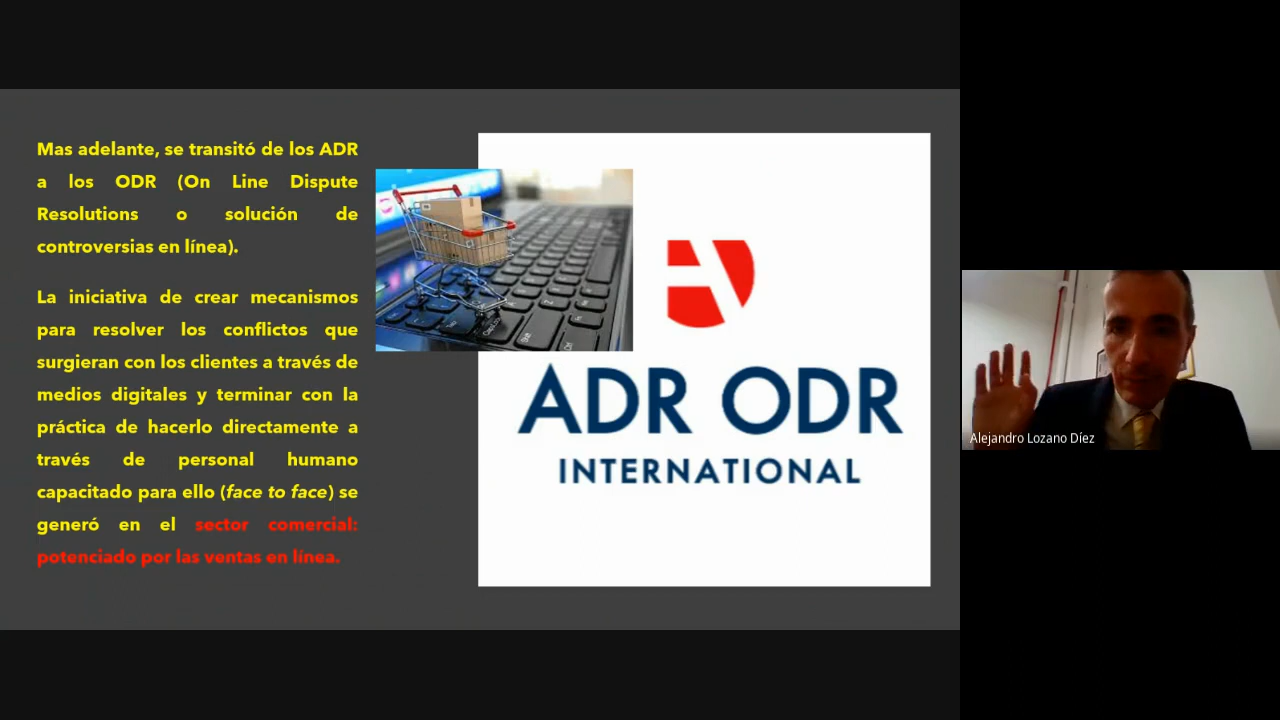 Mas adelante, se transitó de los ADR
a los ODR (On Line Dispute
Resolutions o solución de
controversias en línea).
La iniciativa de crear mecanismos
para resolver los conflictos que
surgieran con los clientes a través de
medios digitales y terminar con la
práctica de hacerlo directamente a
través de personal humano
capacitado para ello (face to face) se
generó en el sector comercial:
potenciado por las ventas en línea.
ADR ODR
INTERNATIONAL
Alejandro Lozano Díez